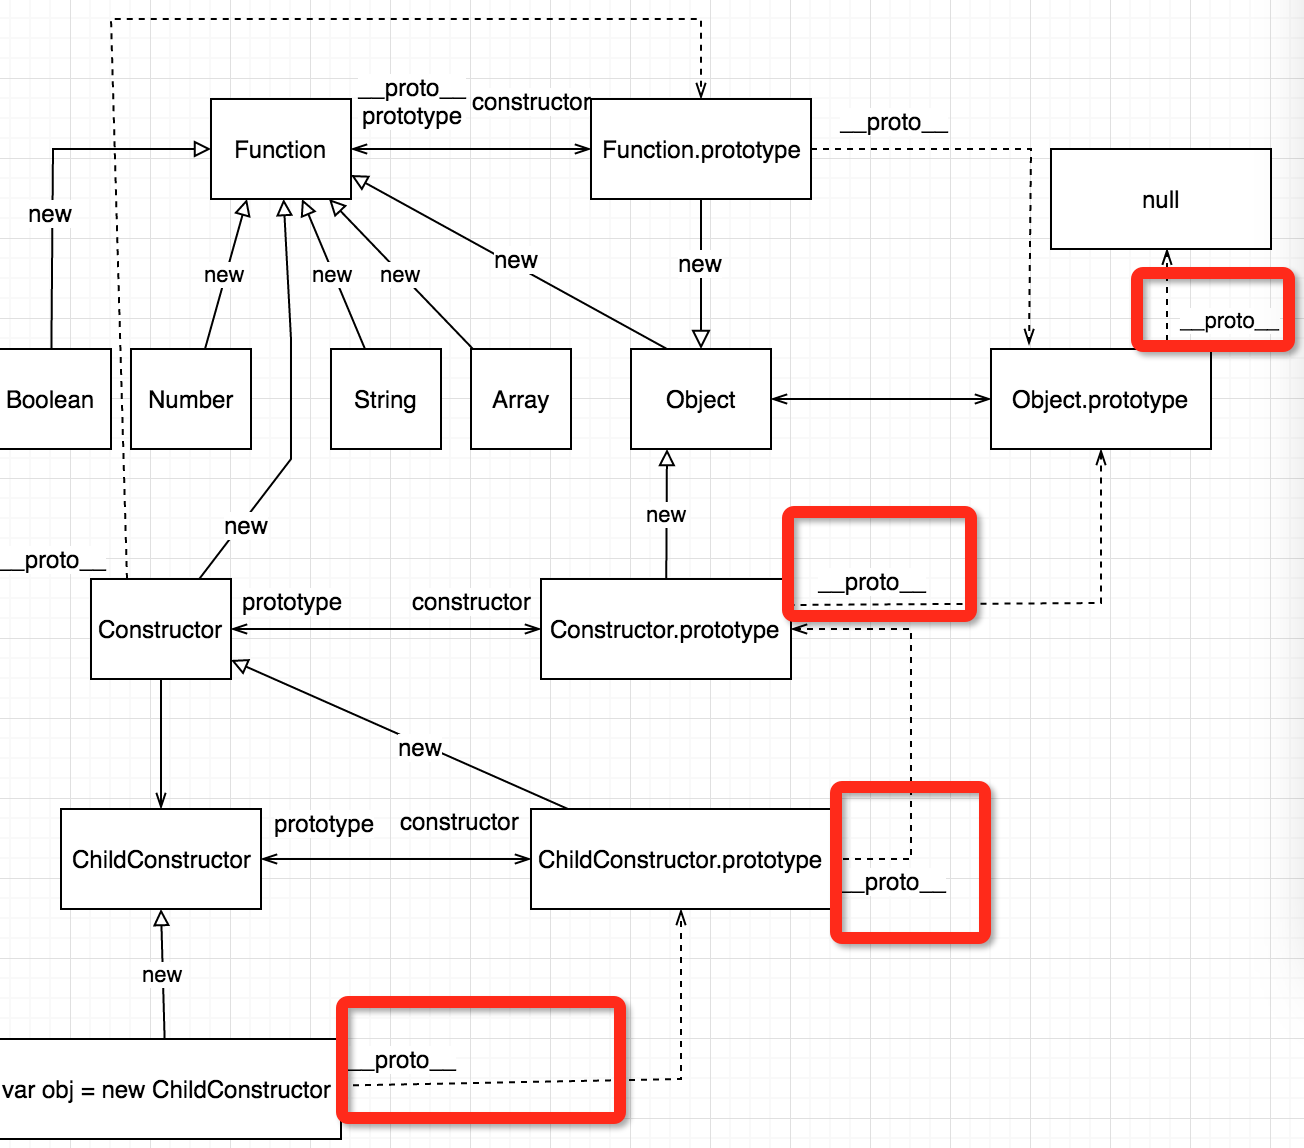 __proto__
prototype
constructor
Function
Function.prototype
__proto__
null
new
new
new
new
new
new
__proto__
Boolean
Number
String
Array
Object
Object.prototype
new
new
__proto__
__proto__
prototype
constructor
Constructor
Constructor.prototype
new
prototype
constructor
ChildConstructor
ChildConstructor.prototype
__proto__
new
__proto__
var obj = new ChildConstructor